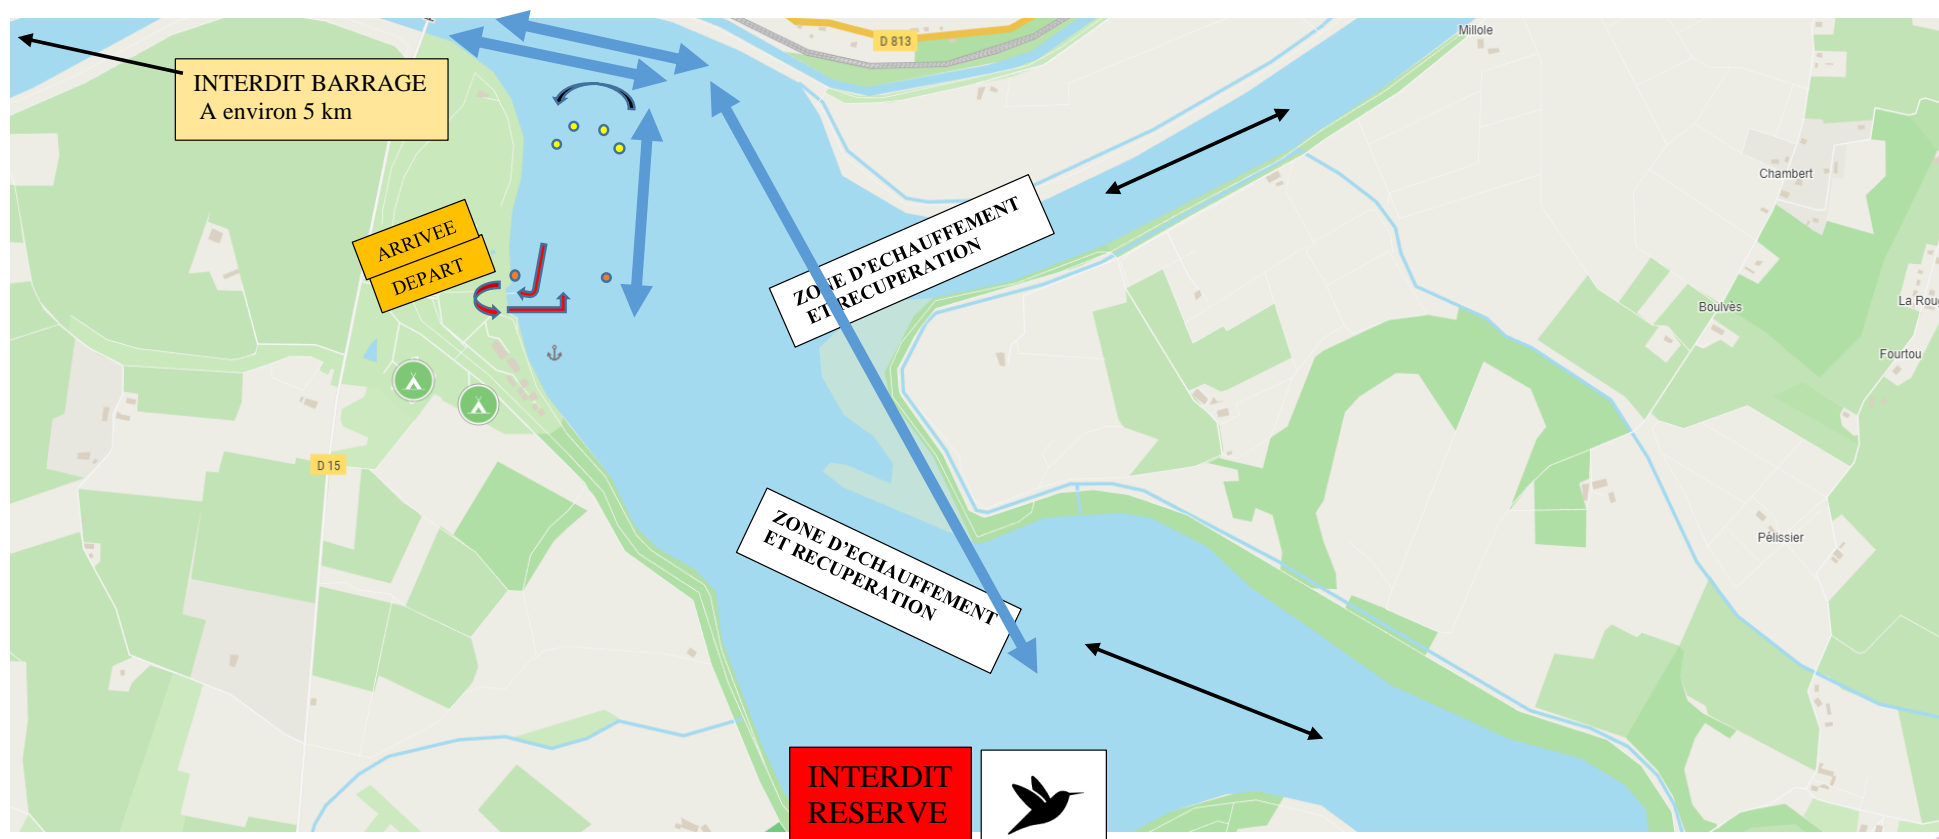 D 813
Millole
INTERDIT BARRAGE
A environ 5 km
Chambert
ZONE D'ECHAUFFEMENT
ET RECUPERATION
ARRIVEE
DEPART
Boulvès
La Roug
Fourtou
D 15
ZONE D'ECHAUFFEMENT
ET RECUPERATION
Pélissier
INTERDIT
RESERVE